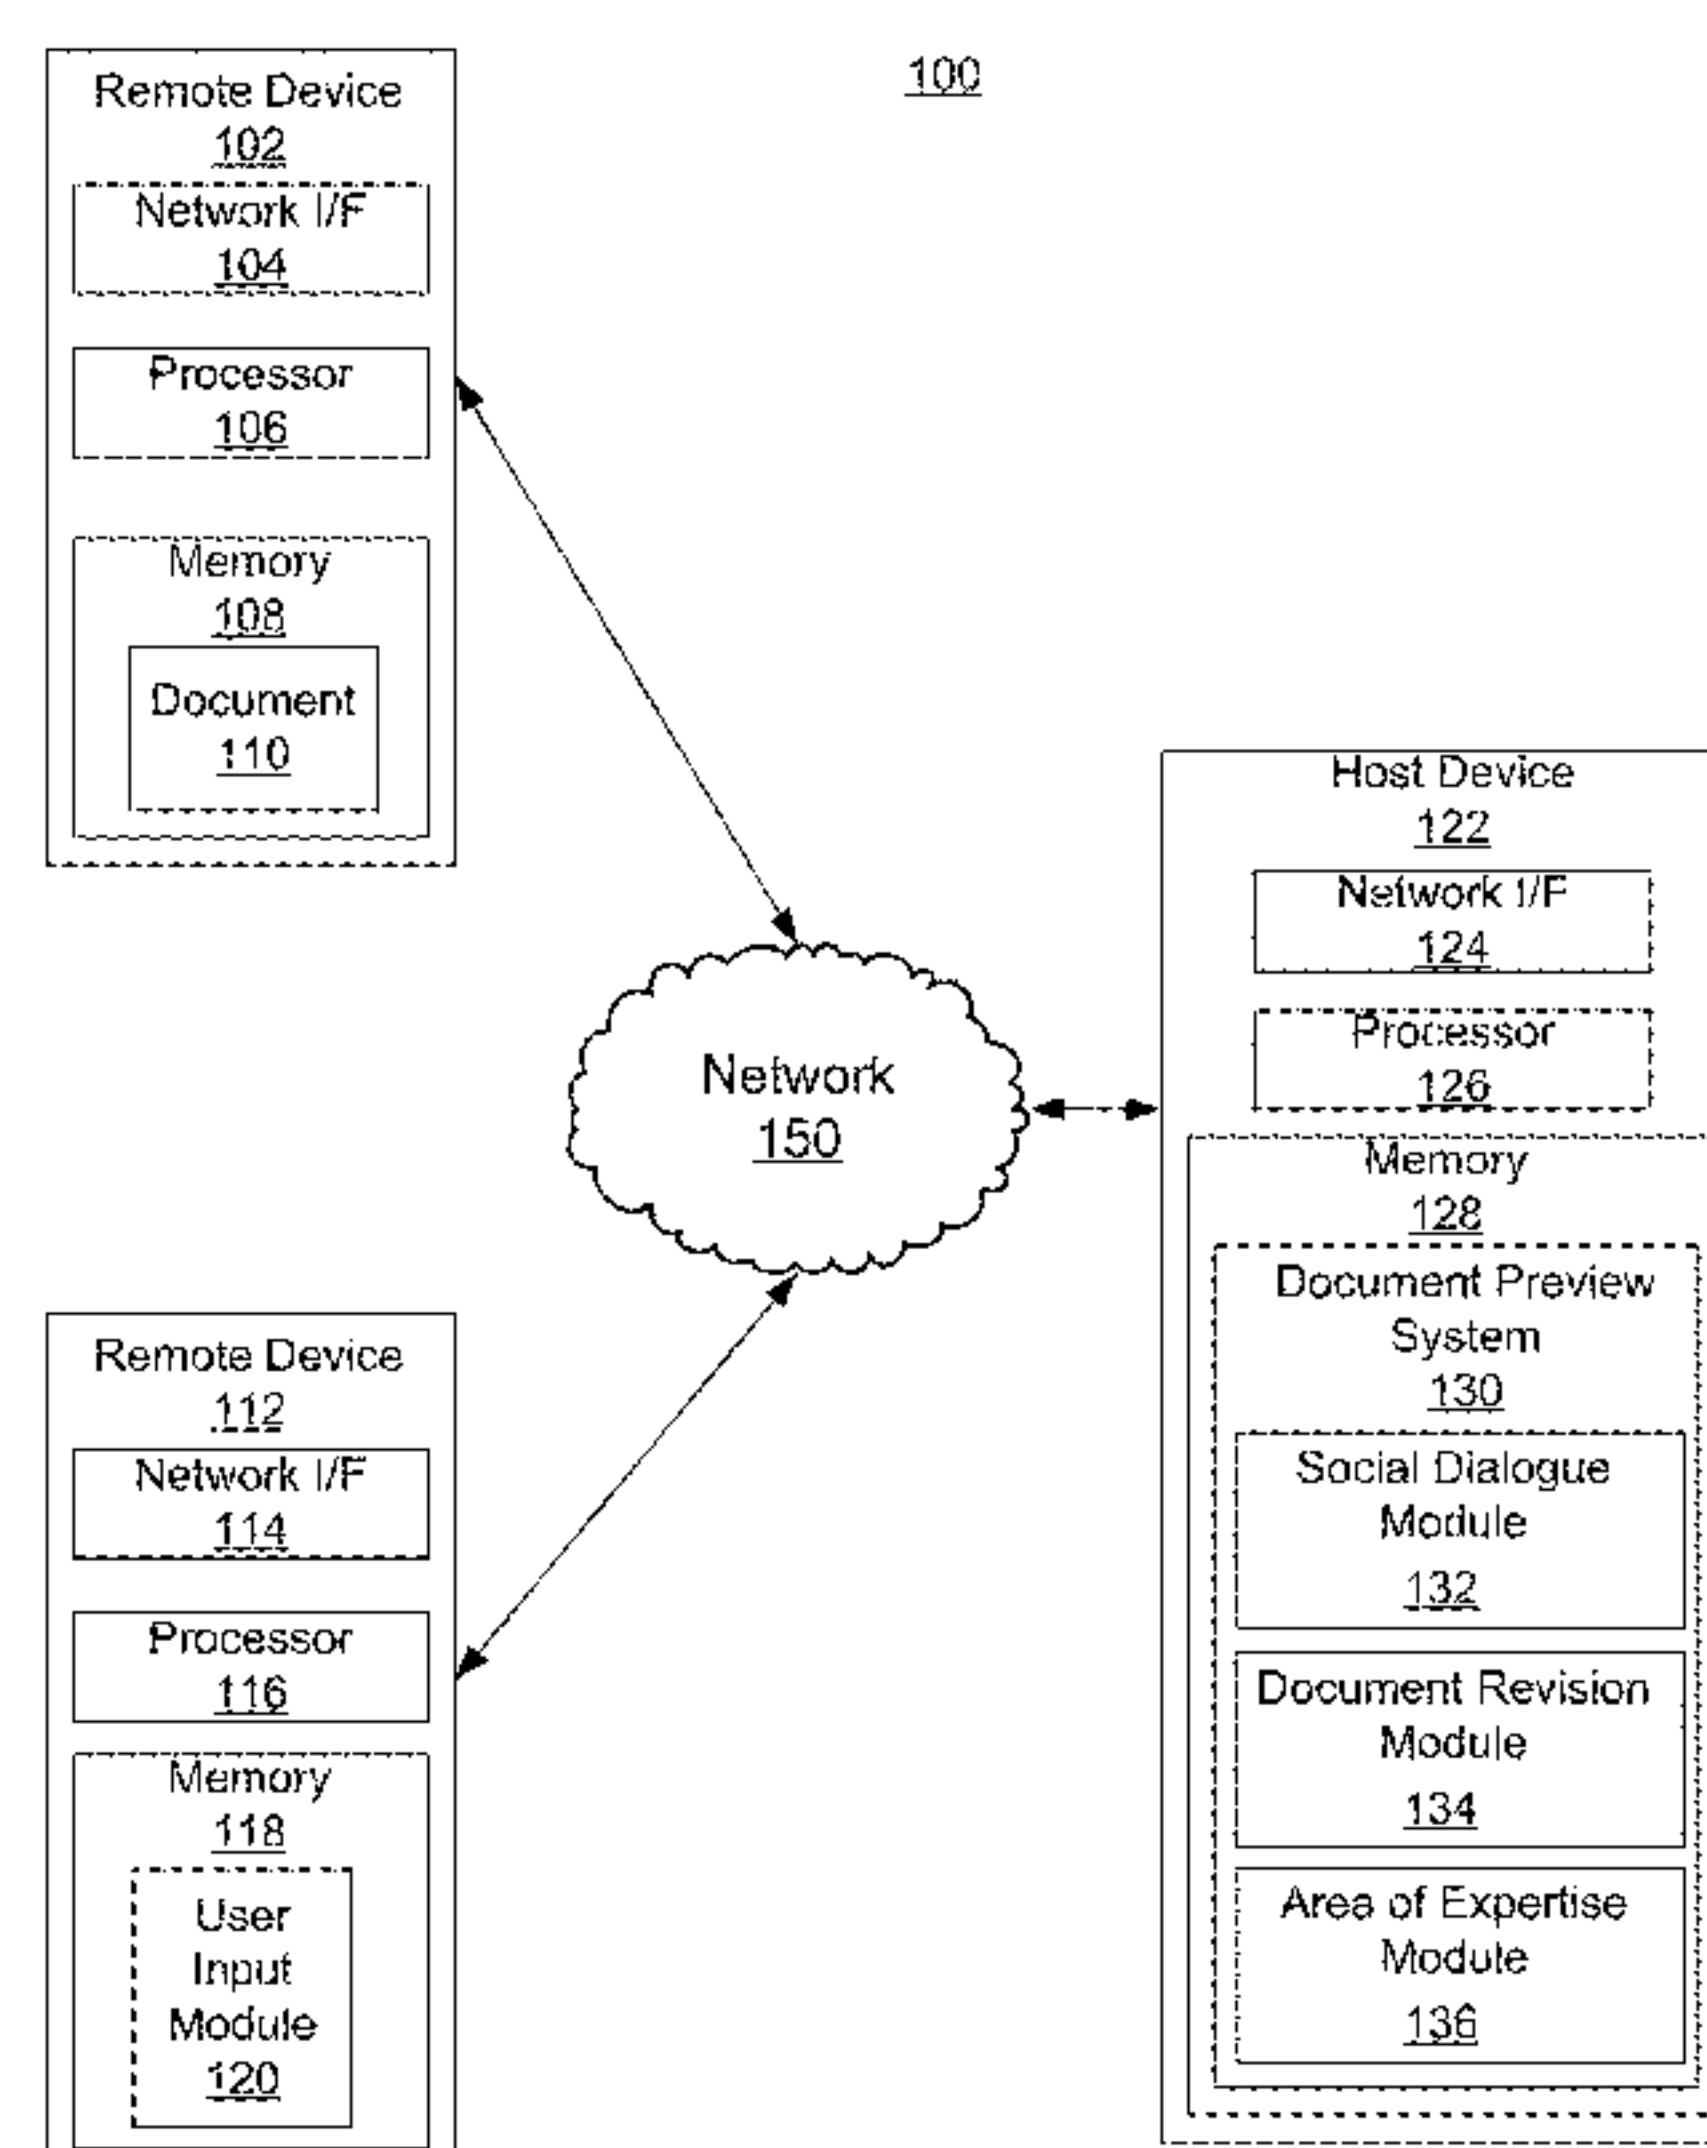 100
Remote Device
102
Network I/F
104
Processor
106
Memory
108
Document
110
Network
150
Remote Device
112
Network I/F
114
Processor
116
Memory
118
User
Input
Module
120
Host Device
122
Network I/F
124
Processor
126
Memory
128
Document Preview
System
130
Social Dialogue
Module
132
Document Revision
Module
134
Area of Expertise
Module
136